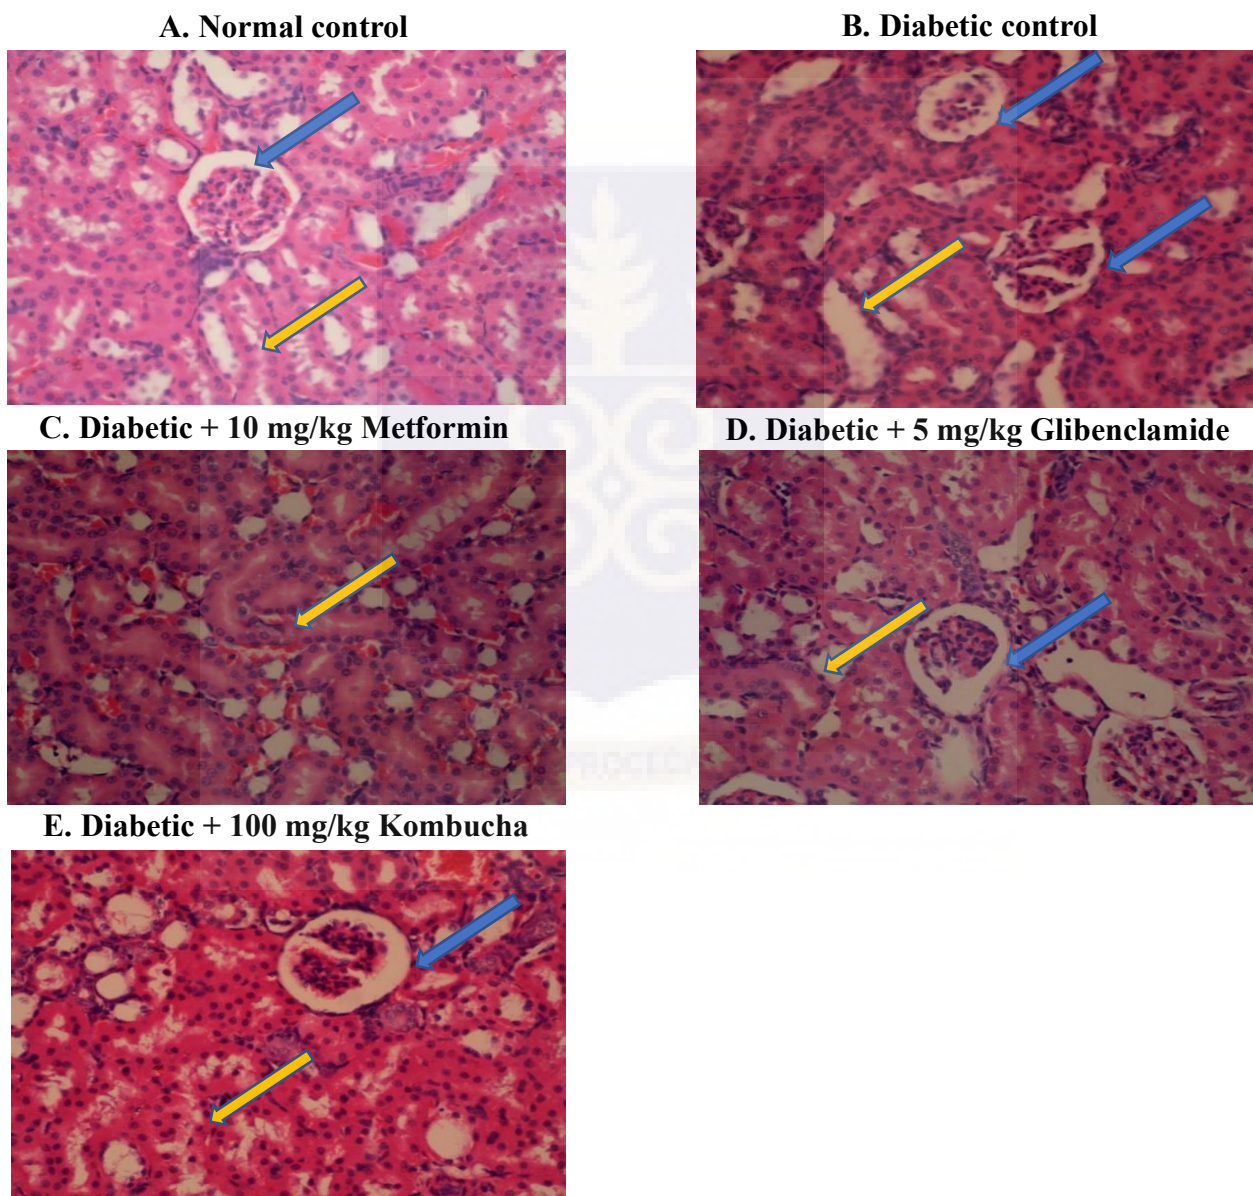 A. Normal control
B. Diabetic control
C. Diabetic + 10 mg/kg Metformin
D. Diabetic + 5 mg/kg Glibenclamide
E. Diabetic + 100 mg/kg Kombucha